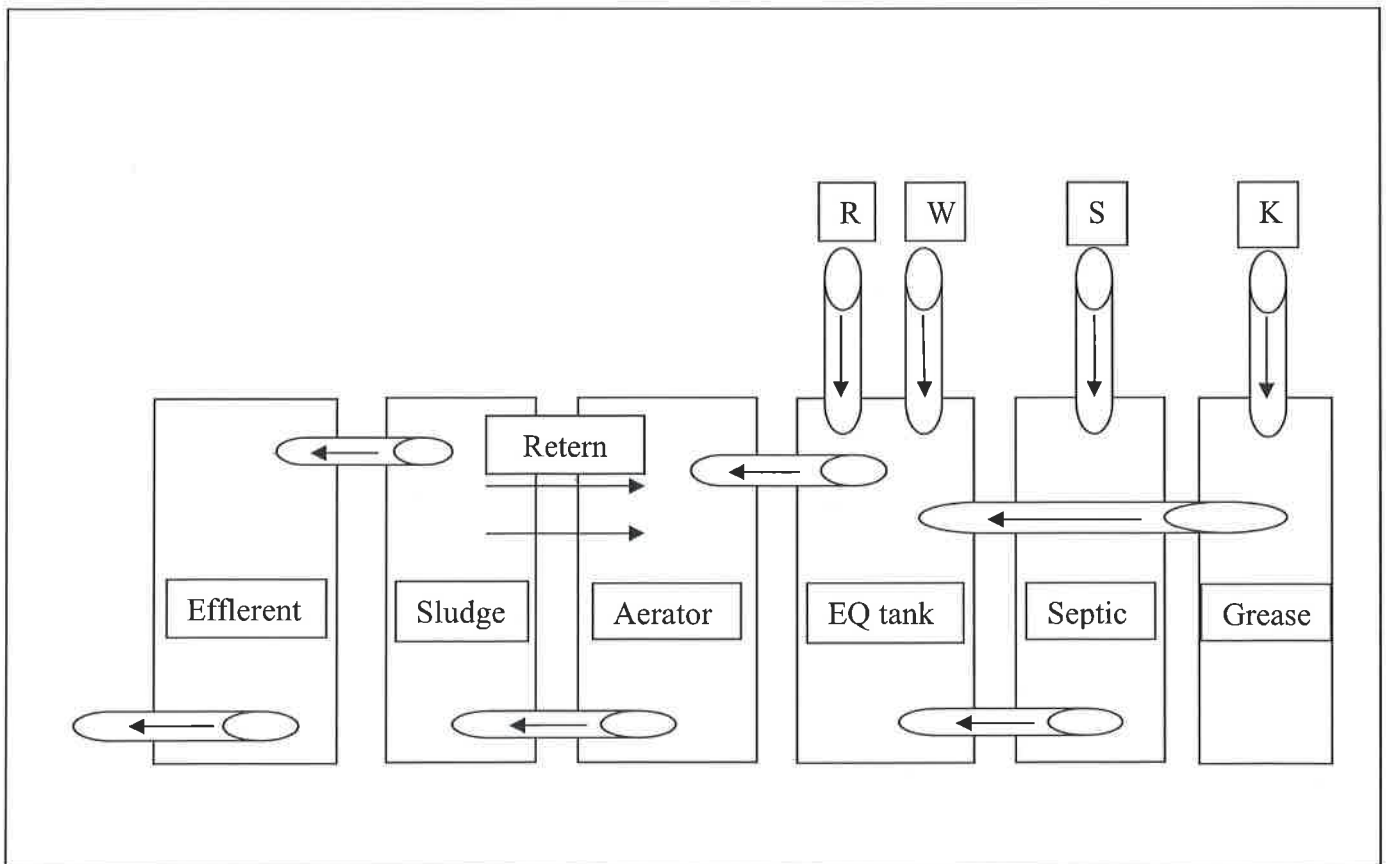 R
W
S
K
Retern
Efflerent
Sludge
Aerator
EQ tank
Septic
Grease